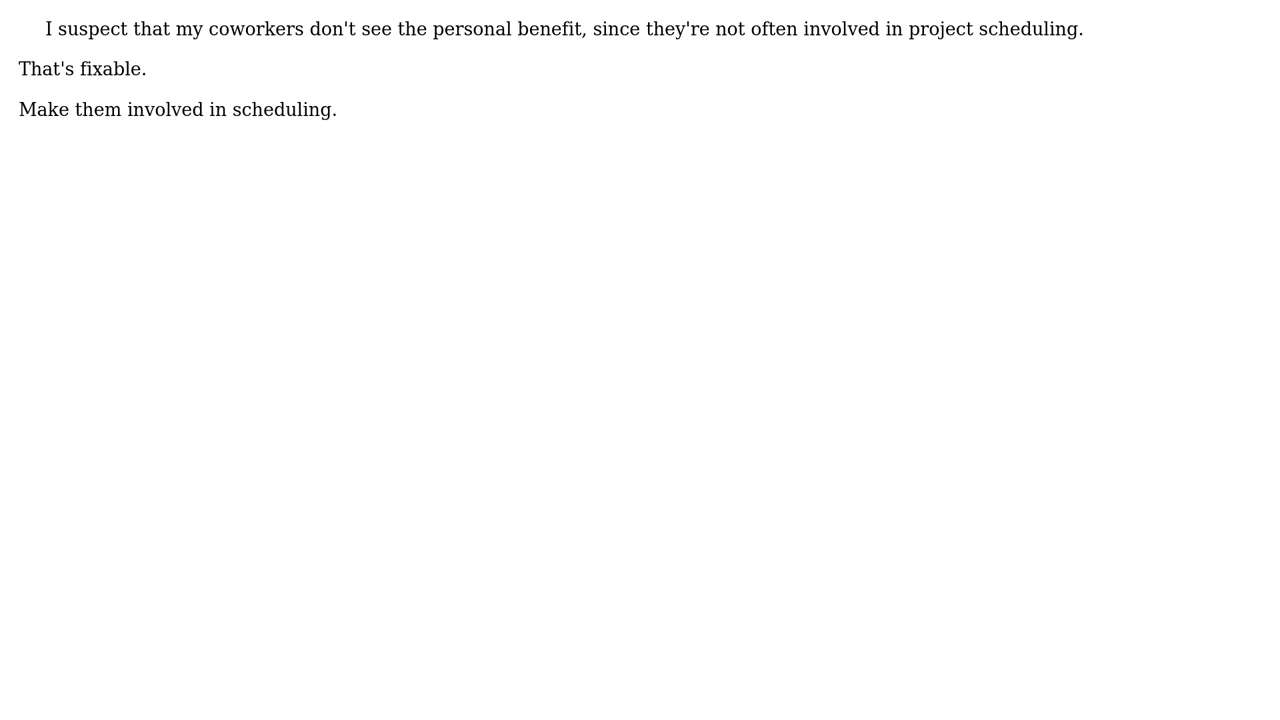 I suspect that my coworkers don't see the personal benefit, since they're not often involved in project scheduling.
That's fixable.
Make them involved in scheduling.